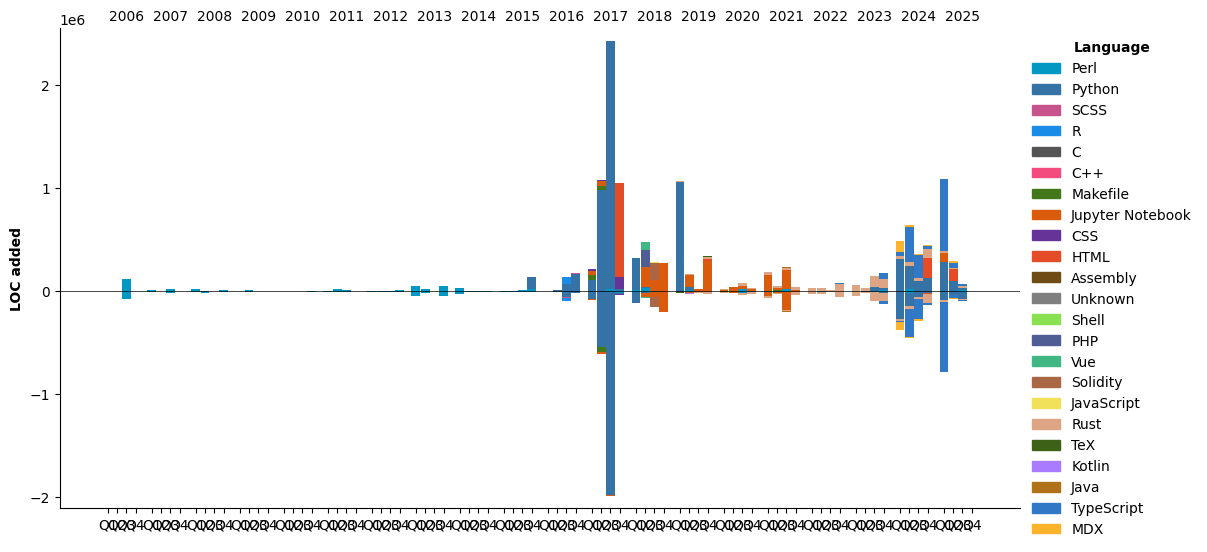 2006 2007 2008 2009 2010 2011 2012 2013 2014 2015 2016 2017 2018 2019 2020 2021 2022 2023 2024 2025
1e6
Language
Perl
Python
SCSS
R
C
C++
Makefile
Jupyter Notebook
CSS
HTML
Assembly
Unknown
Shell
PHP
Vue
Solidity
JavaScript
Rust
TeX
Kotlin
Java
TypeScript
MDX
2
1
0
−1
−2
LOC added